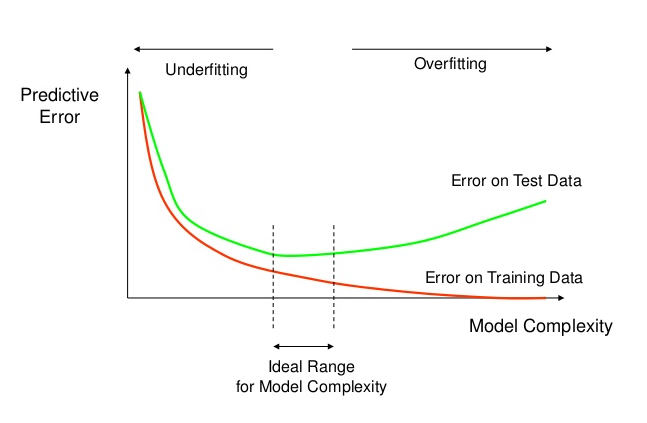 Underfitting
Overfitting
Predictive
Error
Error on Test Data
Error on Training Data
Model Complexity
Ideal Range
for Model Complexity